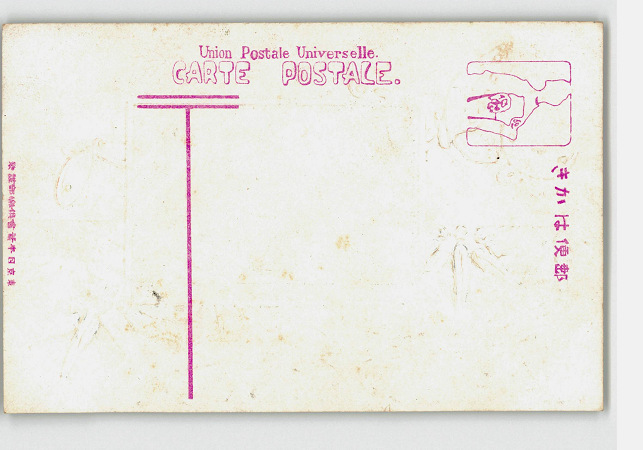 Union Postale Universelle.
CARTE POSTALE.
郵便はかき